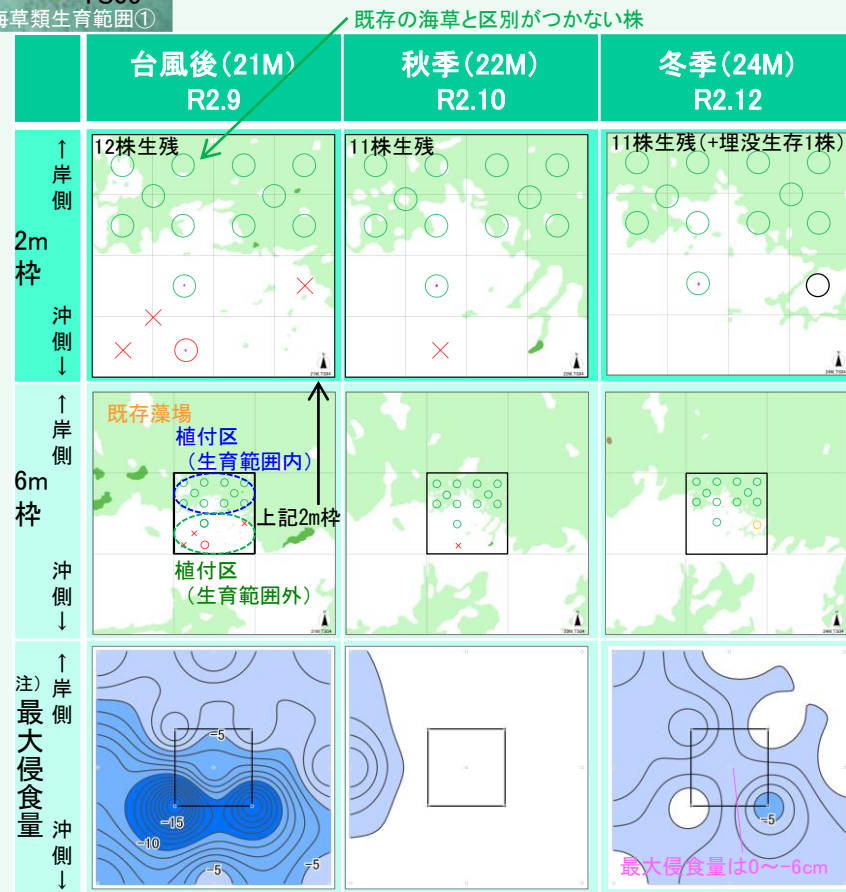 海草類生育範囲①
既存の海草と区別がつかない株
台風後(21M)
R2.9
秋季(22M)
R2.10
冬季(24M)
R2.12
2m
枠
↑
岸
側
沖
側
↓
12株生残
11株生残
11株生残(+埋没生存1株)
6m
枠
↑
岸
側
沖
側
↓
既存藻場
植付区
(生育範囲内)
上記2m枠
植付区
(生育範囲外)
注)
最
大
侵
食
量
↑
岸
側
沖
側
↓
-5
-15
-10
-5
-5
-5
最大侵食量は0～-6cm